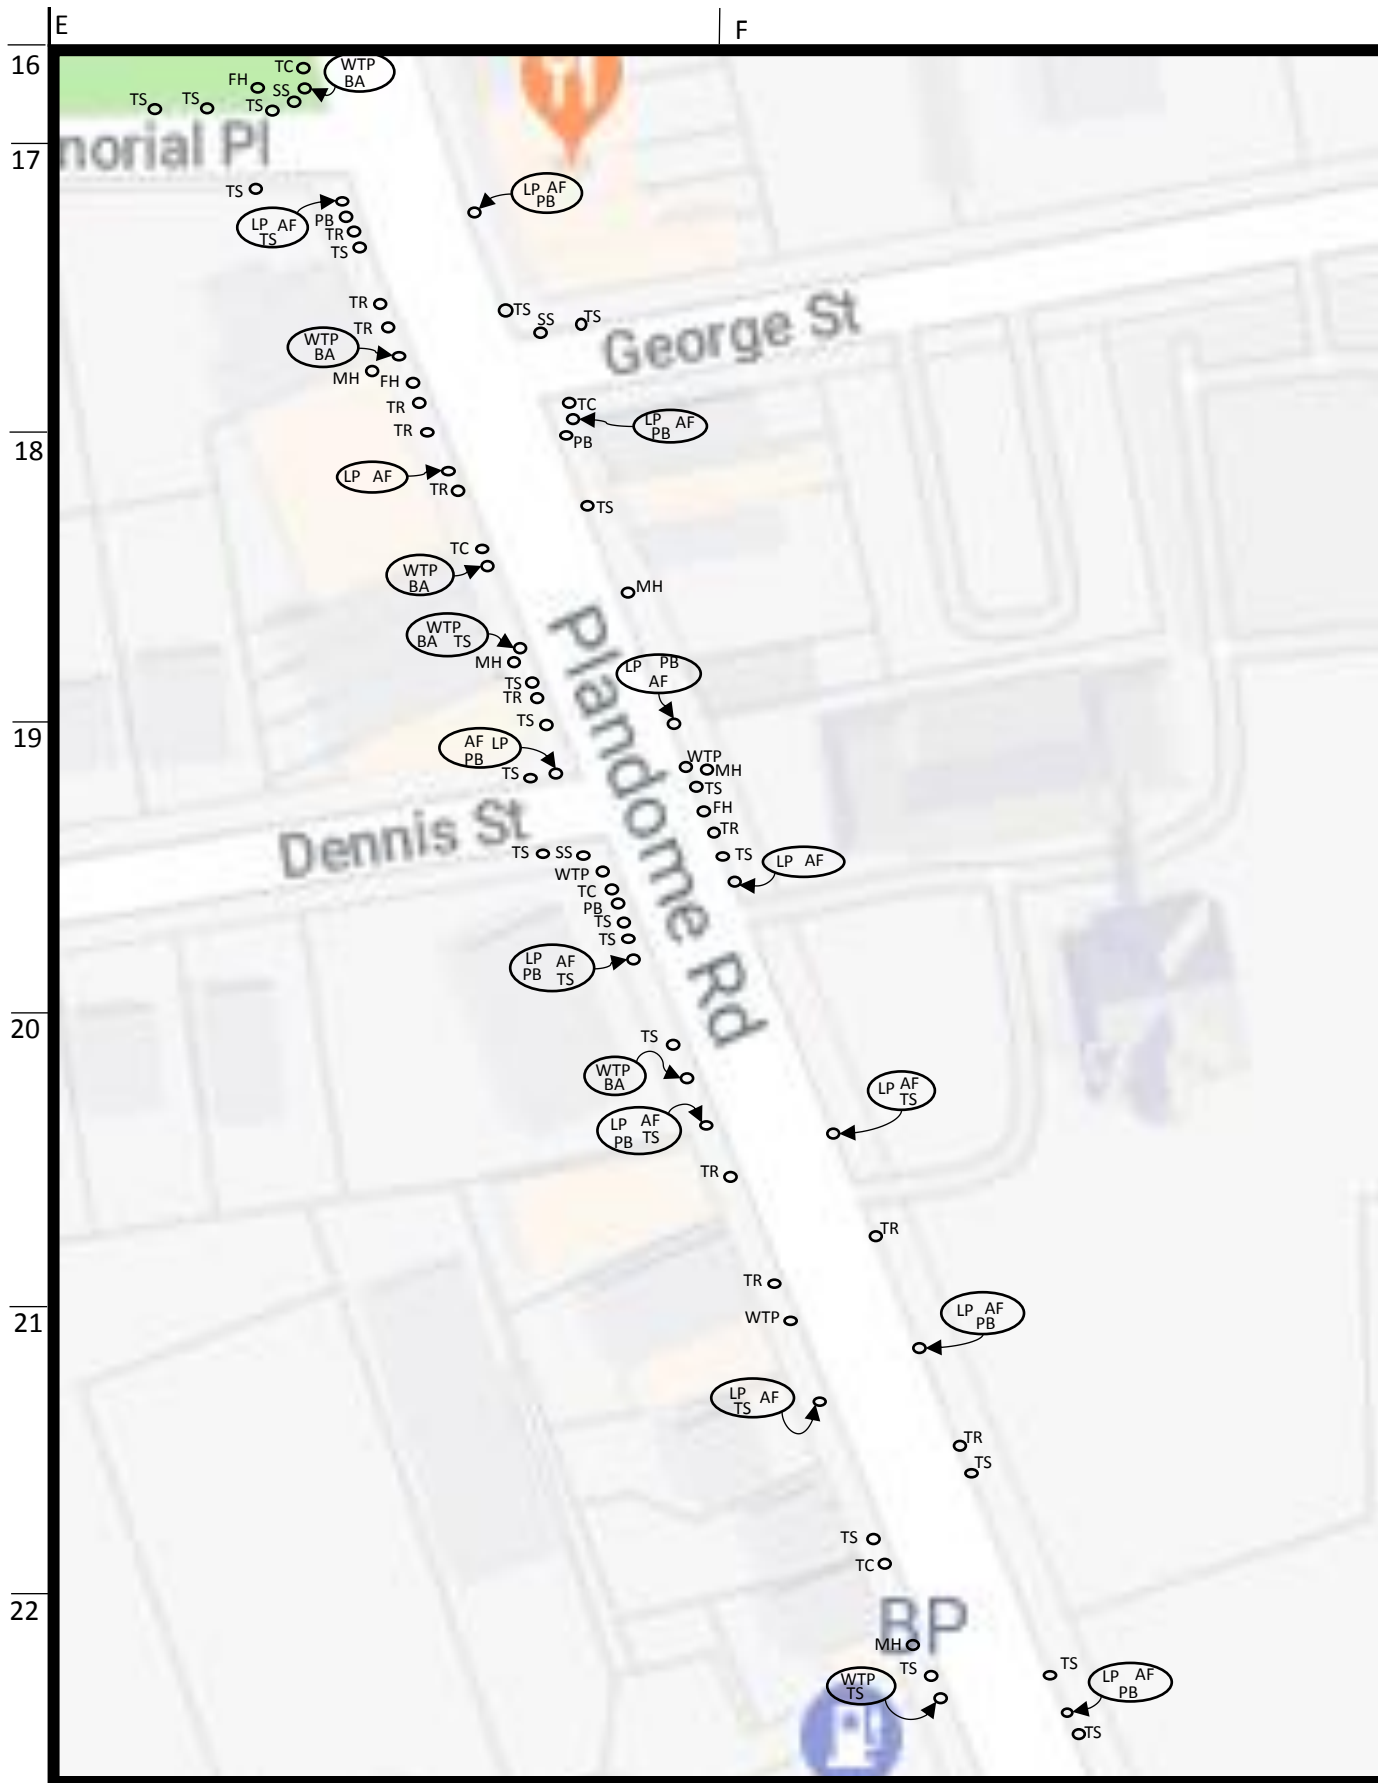 E
F
16
TC
WTP
BA
FH
SS
TS
TS
TS
norial Pl
17
TS
LP AF
PB
LP AF
TS
PB
TR
TS
TR
TS
SS
TS
George St
TR
WTP
BA
MH
FH
TR
TC
LP AF
PB
TR
PB
18
LP AF
TR
TS
TC
WTP
BA
MH
Plandome Rd
WTP
BA TS
MH
LP PB
AF
TS
TR
TS
19
AF LP
PB
TS
WTP
MH
TS
FH
TR
Dennis St
TS
SS
TS
LP AF
WTP
TC
PB
TS
TS
LP AF
PB TS
20
TS
WTP
BA
LP AF
TS
LP AF
PB TS
TR
TR
TR
21
WTP
LP AF
PB
LP AF
TS
TR
TS
TS
TC
22
BP
MH
TS
WTP
TS
TS
LP AF
PB
TS